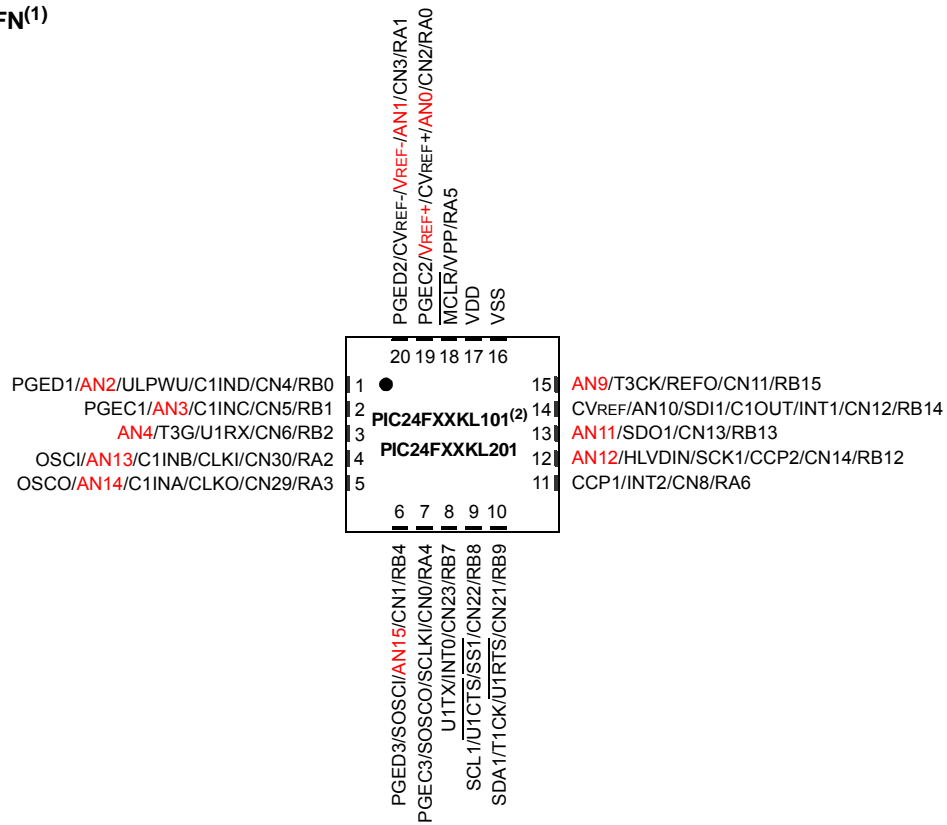 FN(1)
PGED2/CVREF-/VREF-/AN1/CN3/RA1
PGEC2/VREF+/CVREF+/AN0/CN2/RA0
MCLR/VPP/RA5
VDD
VSS
20 19 18 17 16
PGED1/AN2/ULPWU/C1IND/CN4/RB0 1
PGEC1/AN3/C1INC/CN5/RB1 2
AN4/T3G/U1RX/CN6/RB2 3
OSCI/AN13/C1INB/CLKI/CN30/RA2 4
OSCO/AN14/C1INA/CLKO/CN29/RA3 5
PIC24FXXKL101(2)
PIC24FXXKL201
15 AN9/T3CK/REFO/CN11/RB15
14 CVREF/AN10/SDI1/C1OUT/INT1/CN12/RB14
13 AN11/SDO1/CN13/RB13
12 AN12/HLVDIN/SCK1/CCP2/CN14/RB12
11 CCP1/INT2/CN8/RA6
6 7 8 9 10
PGED3/SOSCI/AN15/CN1/RB4
PGEC3/SOSCO/SCLKI/CN0/RA4
U1TX/INT0/CN23/RB7
SCL1/U1CTS/SS1/CN22/RB8
SDA1/T1CK/U1RTS/CN21/RB9